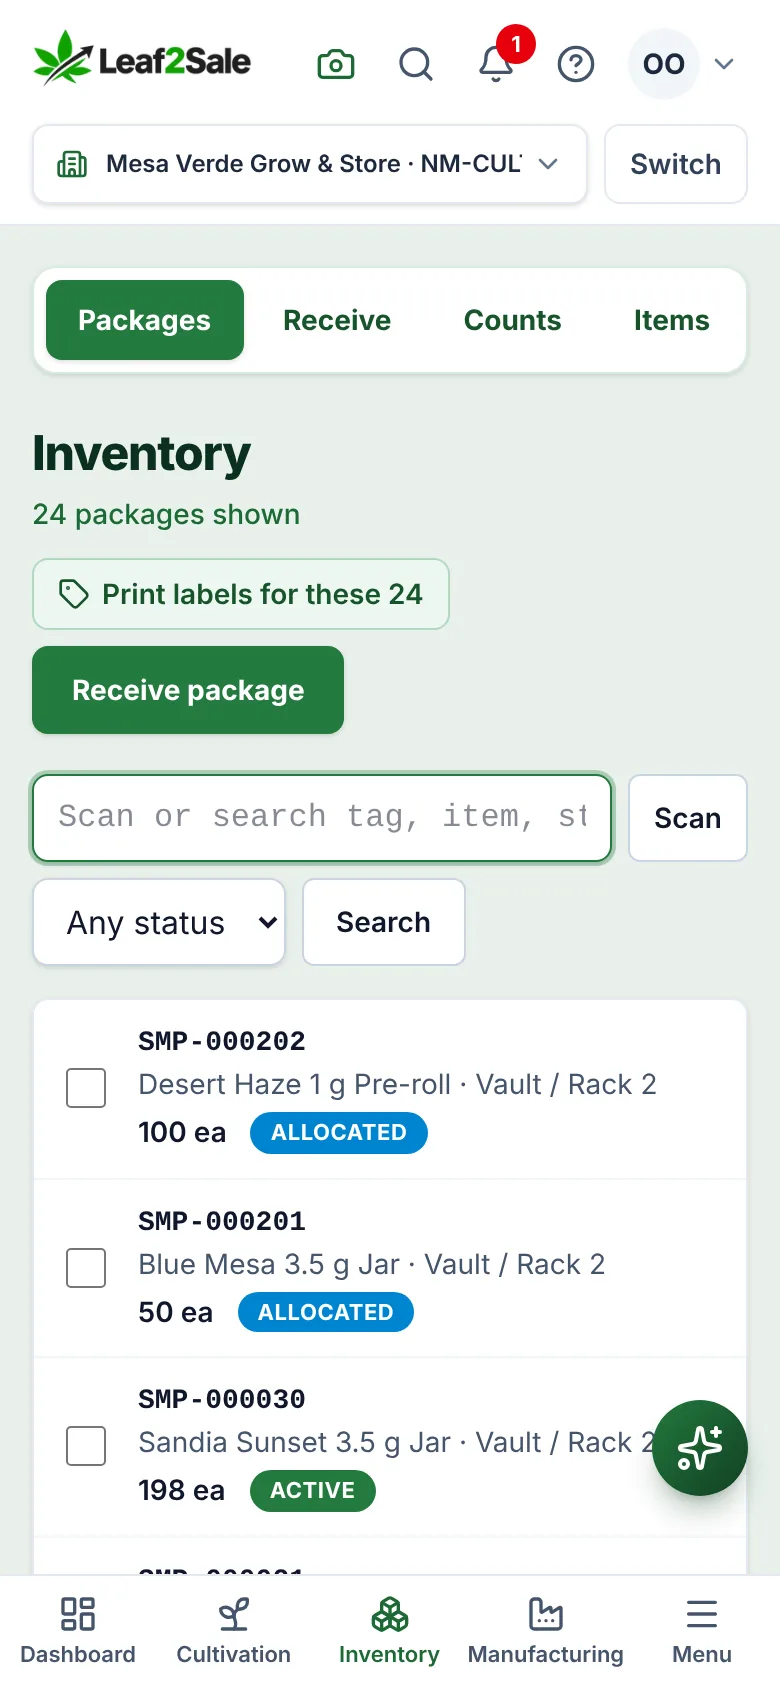 Leaf2Sale
1
OO
Mesa Verde Grow & Store · NM-CUL
Switch
Packages
Receive
Counts
Items
Inventory
24 packages shown
Print labels for these 24
Receive package
Scan or search tag, item, st
Scan
Any status
Search
SMP-000202
Desert Haze 1 g Pre-roll · Vault / Rack 2
100 ea
ALLOCATED
SMP-000201
Blue Mesa 3.5 g Jar · Vault / Rack 2
50 ea
ALLOCATED
SMP-000030
Sandia Sunset 3.5 g Jar · Vault / Rack 2
198 ea
ACTIVE
Dashboard
Cultivation
Inventory
Manufacturing
Menu